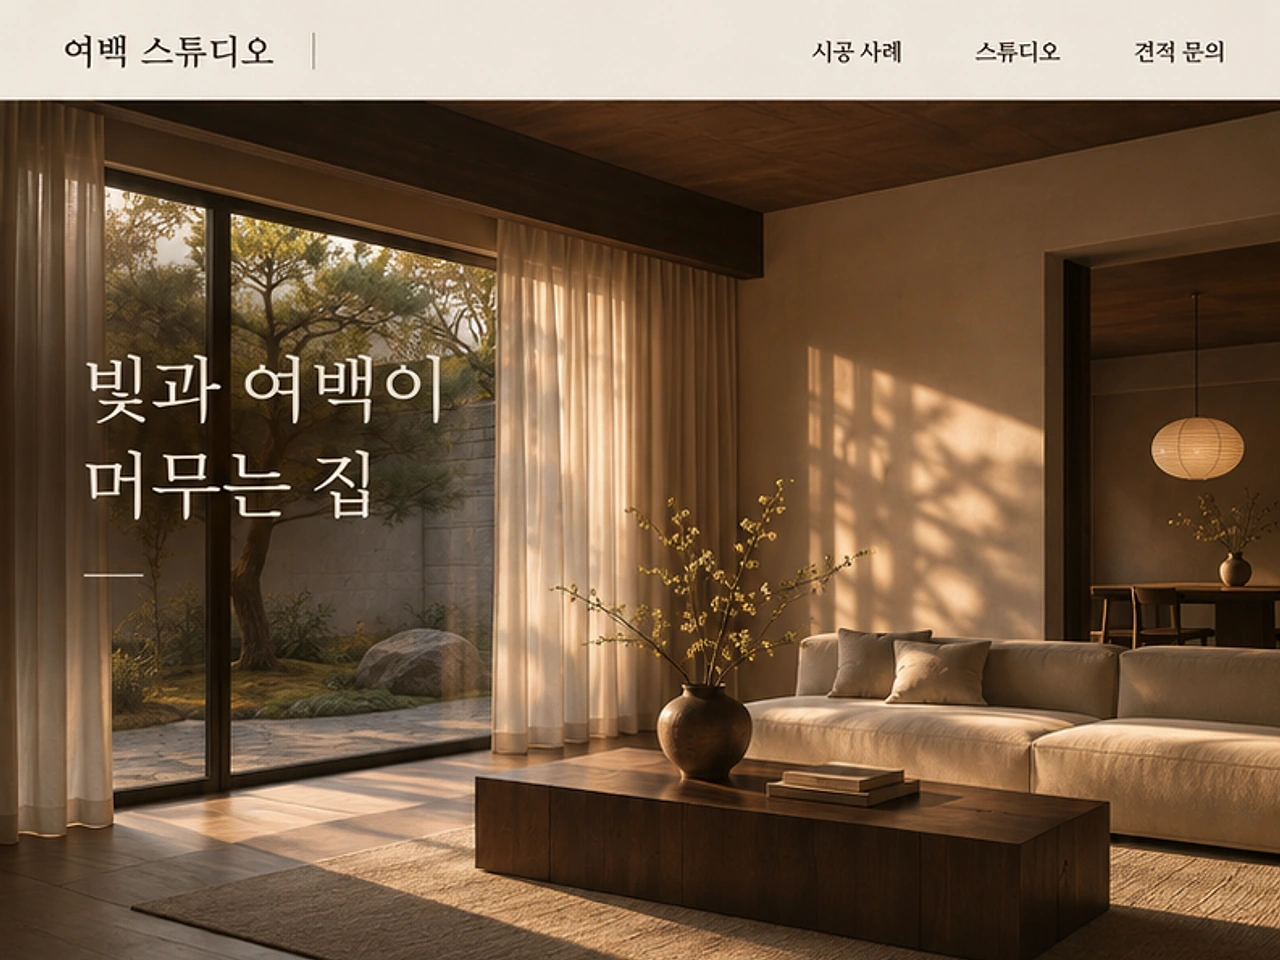 여백 스튜디오
시공 사례
스튜디오
견적 문의
빛과 여백이
머무는 집